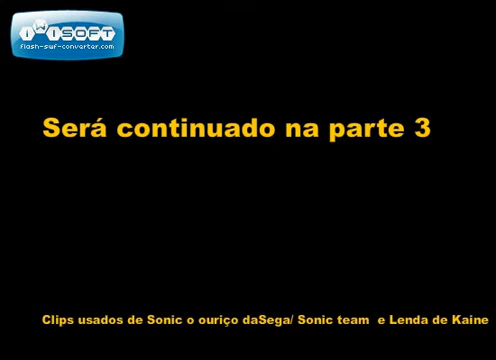 iWiSOFT
flash-swf-converter.com
Será continuado na parte 3
Clips usados de Sonic o ouriço daSega/ Sonic team e Lenda de Kaine